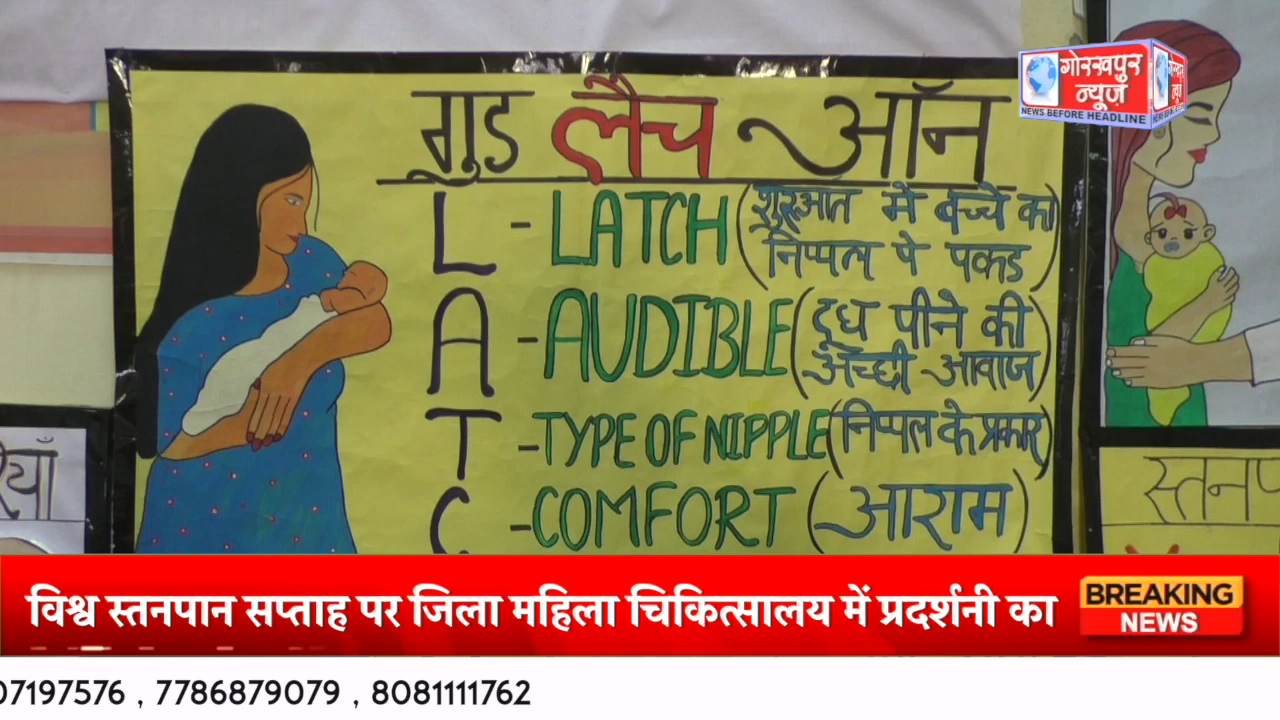 गोरखपुर
न्यूज
NEWS BEFORE HEADLINE
गुड लैच ऑन
L - LATCH (शुरुआत में बच्चे का
निप्पल पे पकड)
A - AUDIBLE (दूध पीने की
अच्छी आवाज)
T - TYPE OF NIPPLE (निप्पल के प्रकार)
C - COMFORT (आराम)
विश्व स्तनपान सप्ताह पर जिला महिला चिकित्सालय में प्रदर्शनी का
BREAKING
NEWS
07197576 , 7786879079 , 8081111762